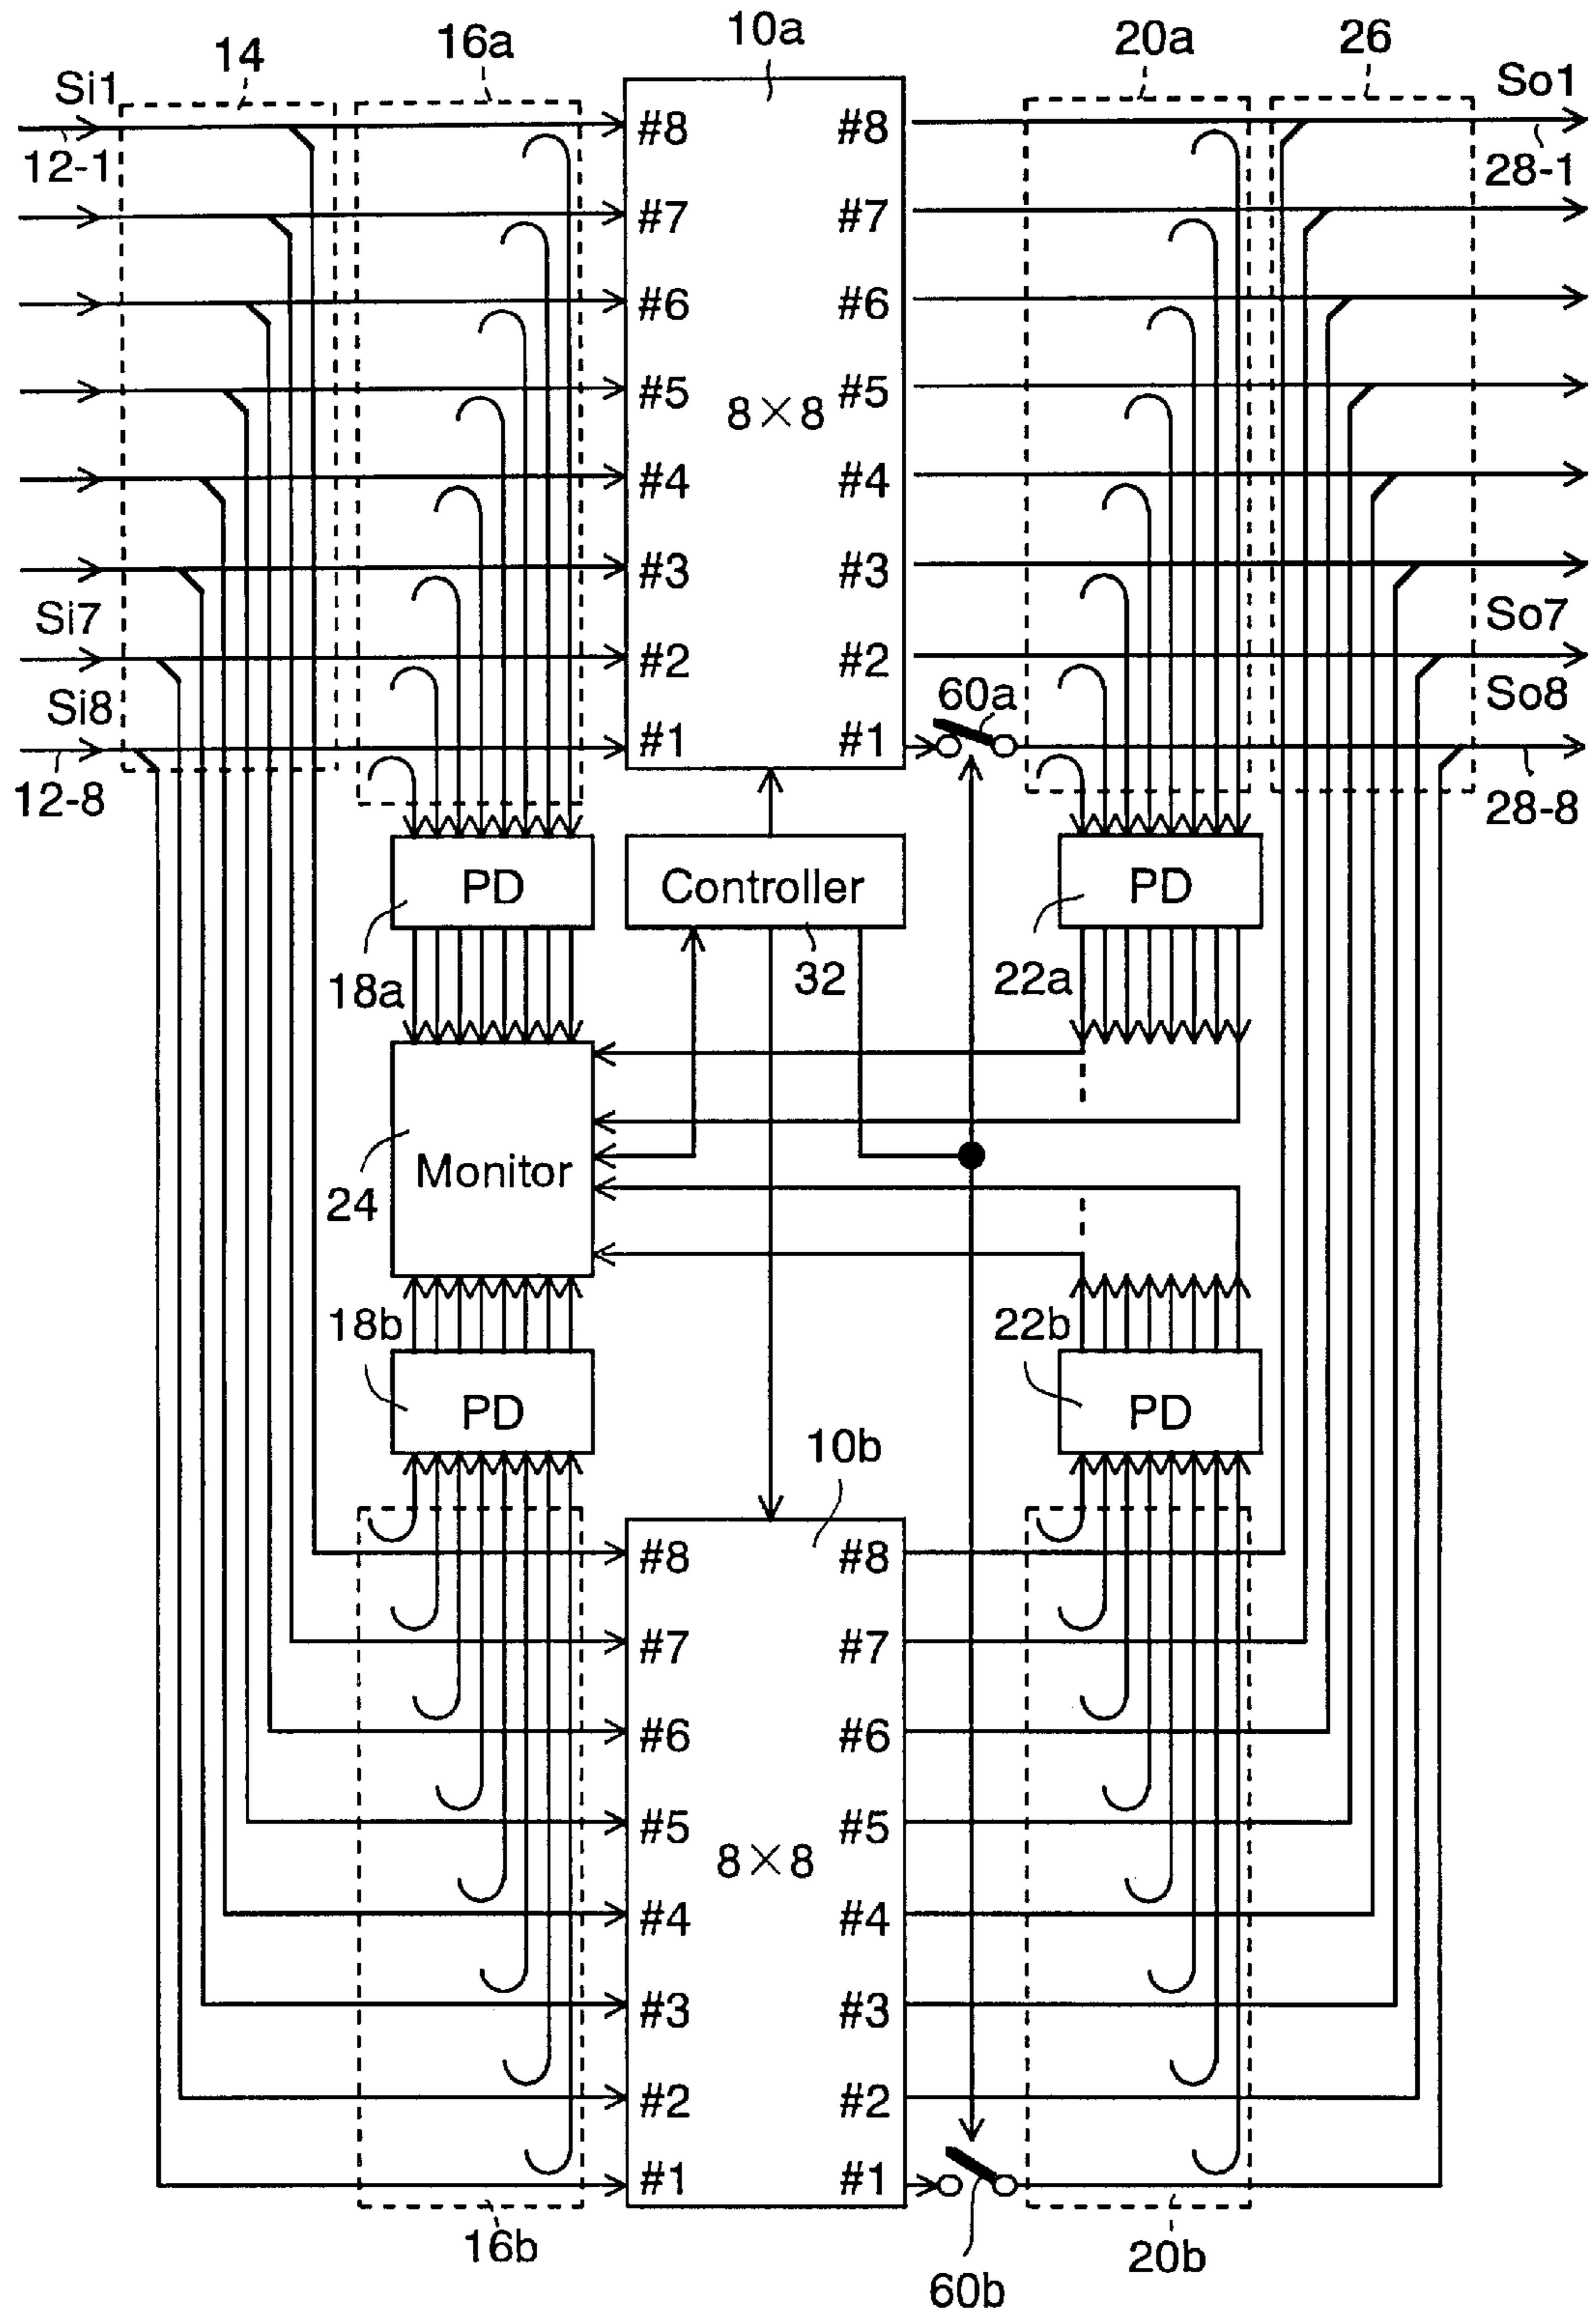 14
16a
10a
20a
26
Si1
So1
12-1
28-1
#8
#8
#7
#7
#6
#6
#5
#5
8×8
#4
#4
#3
#3
Si7
So7
#2
#2
Si8
60a
So8
#1
#1
12-8
28-8
PD
Controller
PD
18a
32
22a
Monitor
24
18b
22b
PD
PD
10b
#8
#8
#7
#7
#6
#6
#5
#5
8×8
#4
#4
#3
#3
#2
#2
#1
#1
16b
60b
20b